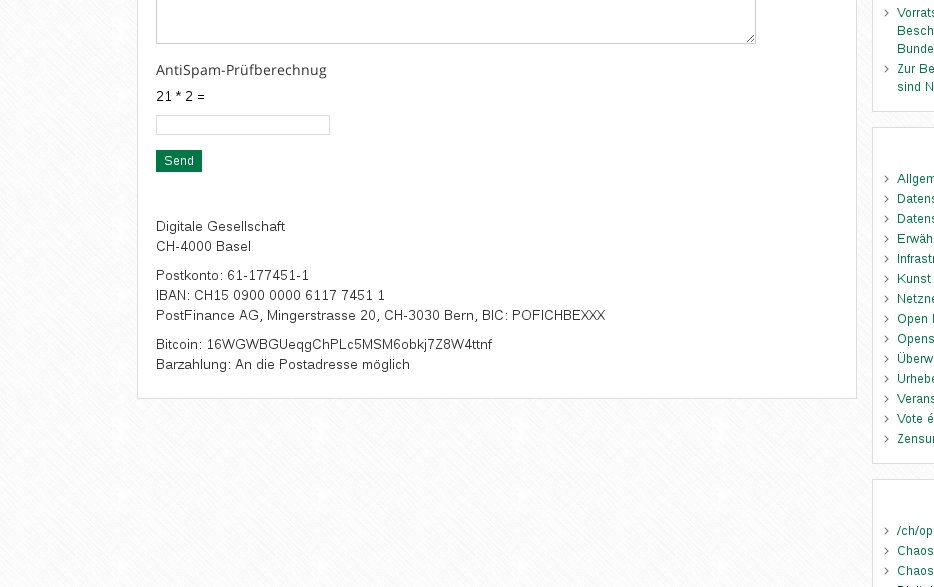 AntiSpam-Prüfberechnug
21 * 2 =
Send
Digitale Gesellschaft
CH-4000 Basel
Postkonto: 61-177451-1
IBAN: CH15 0900 0000 6117 7451 1
PostFinance AG, Mingerstrasse 20, CH-3030 Bern, BIC: POFICHBEXXX
Bitcoin: 16WGWBGUeqgChPLc5MSM6obkj7Z8W4ttnf
Barzahlung: An die Postadresse möglich
Vorrats
Besch
Bunde
Zur Be
sind N
Allgem
Datens
Datens
Erwäh
Infrast
Kunst
Netzne
Open
Opens
Überw
Urhebe
Verans
Vote é
Zensu
/ch/op
Chaos
Chaos